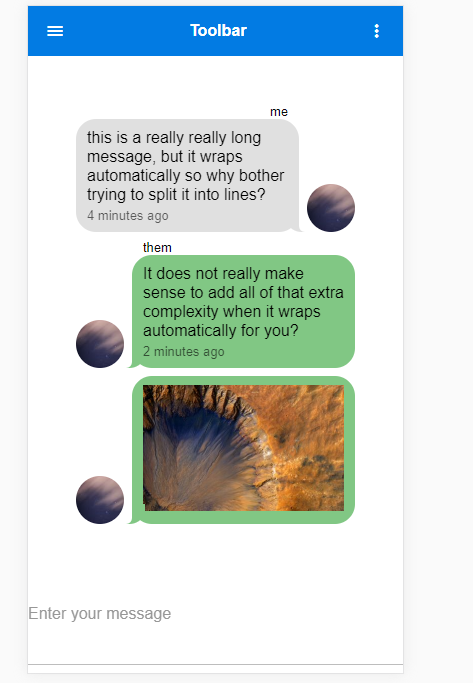 Toolbar
me
this is a really really long
message, but it wraps
automatically so why bother
trying to split it into lines?
4 minutes ago
them
It does not really make
sense to add all of that extra
complexity when it wraps
automatically for you?
2 minutes ago
Enter your message